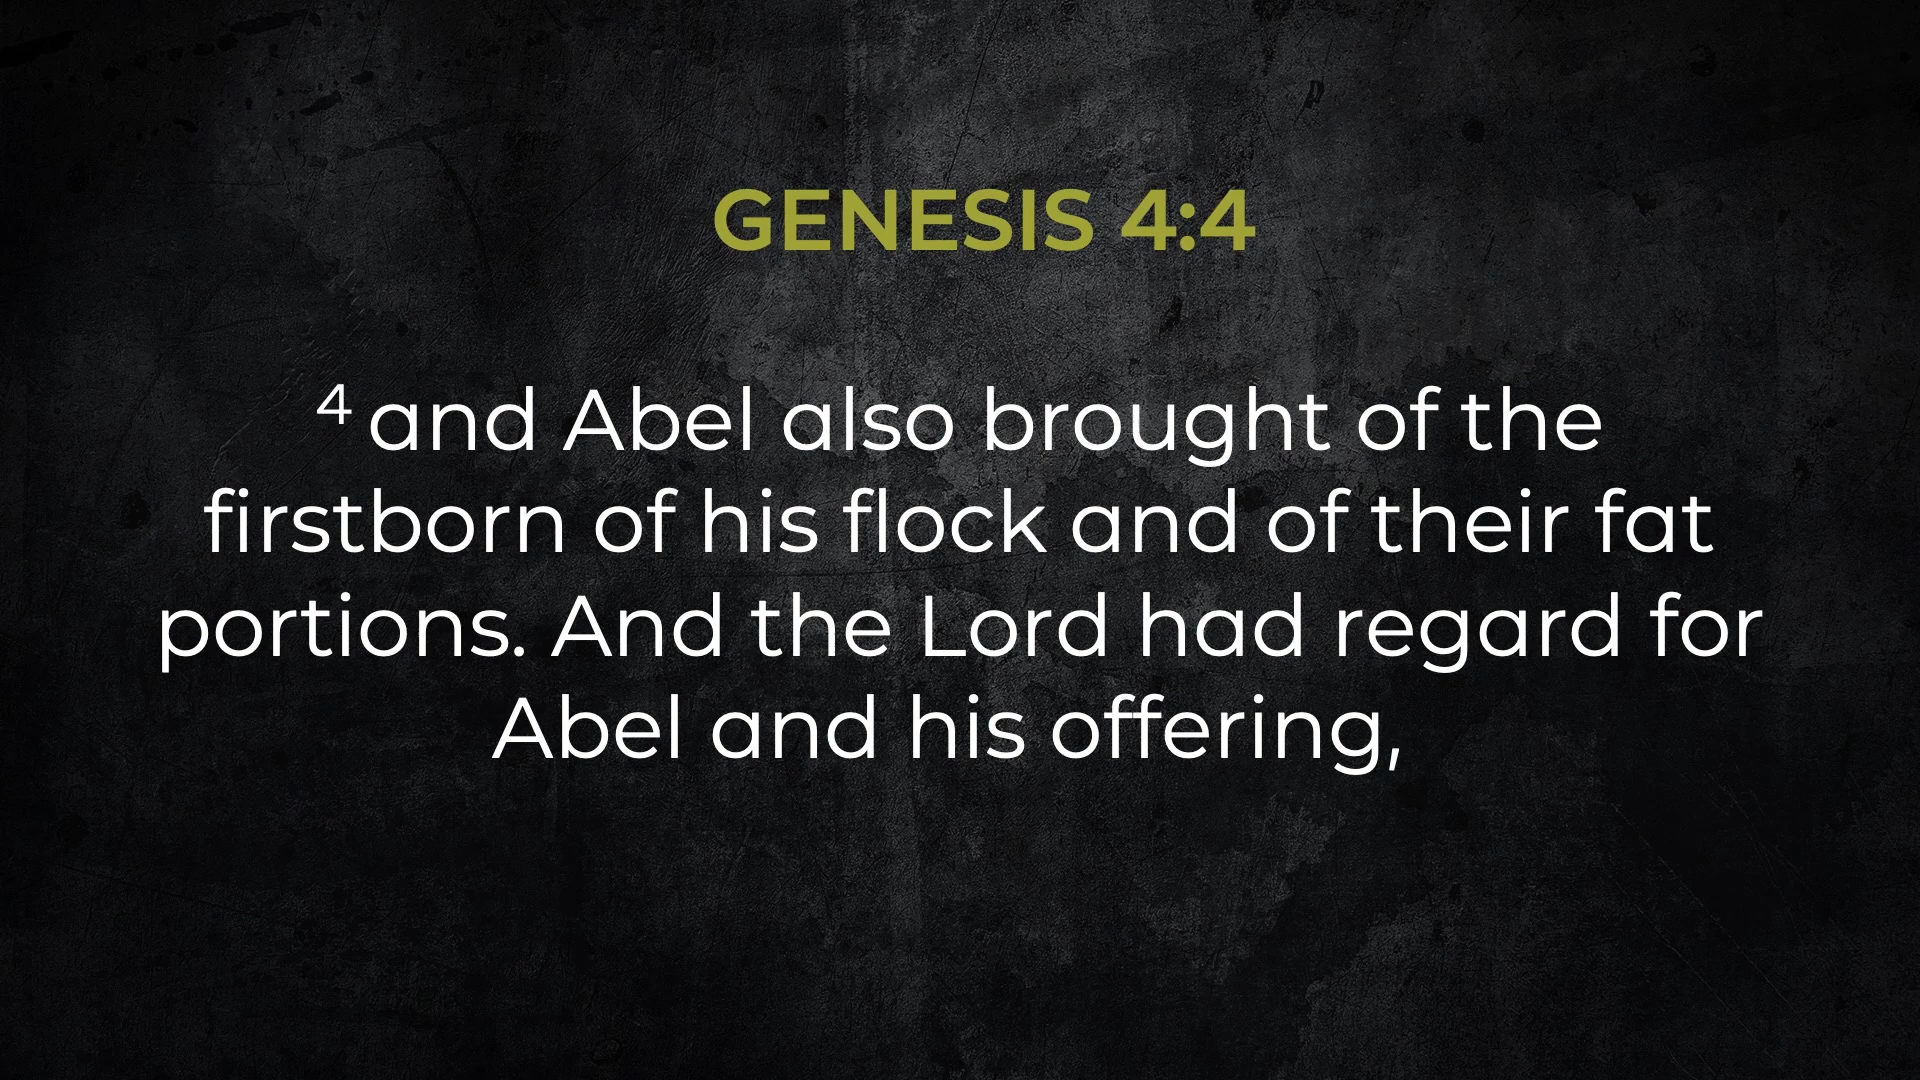 GENESIS 4:4
⁴ and Abel also brought of the
firstborn of his flock and of their fat
portions. And the Lord had regard for
Abel and his offering,